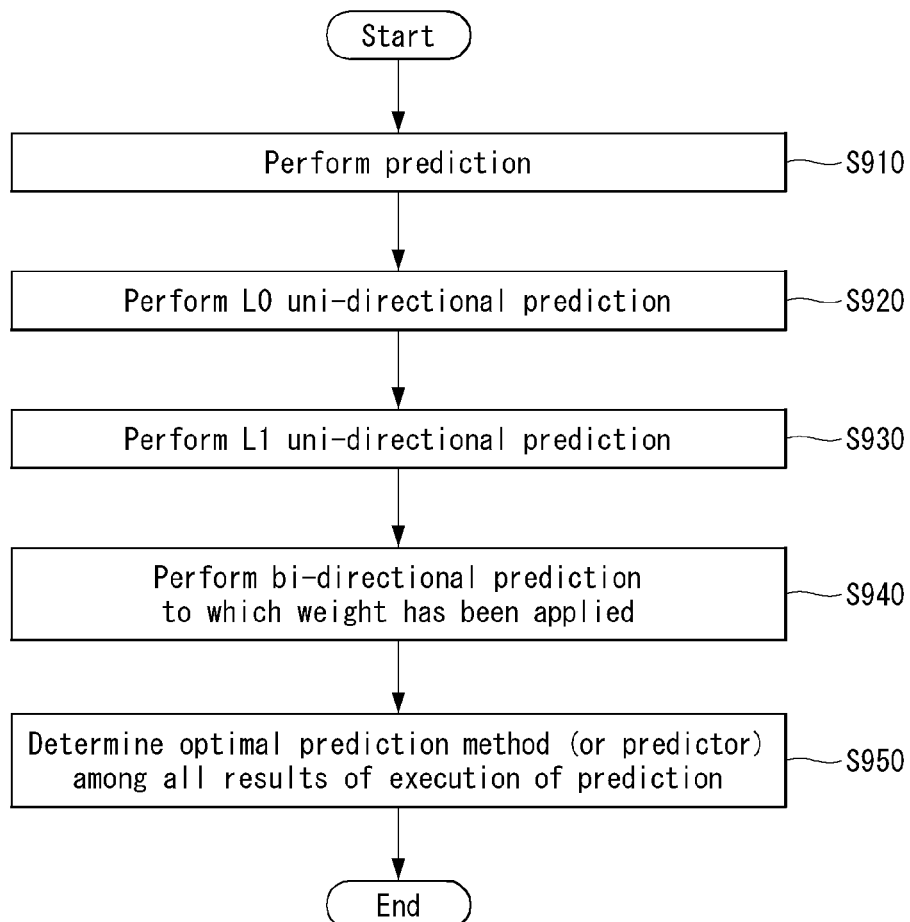 Start
Perform prediction
S910
Perform L0 uni-directional prediction
S920
Perform L1 uni-directional prediction
S930
Perform bi-directional prediction
to which weight has been applied
S940
Determine optimal prediction method (or predictor)
among all results of execution of prediction
S950
End